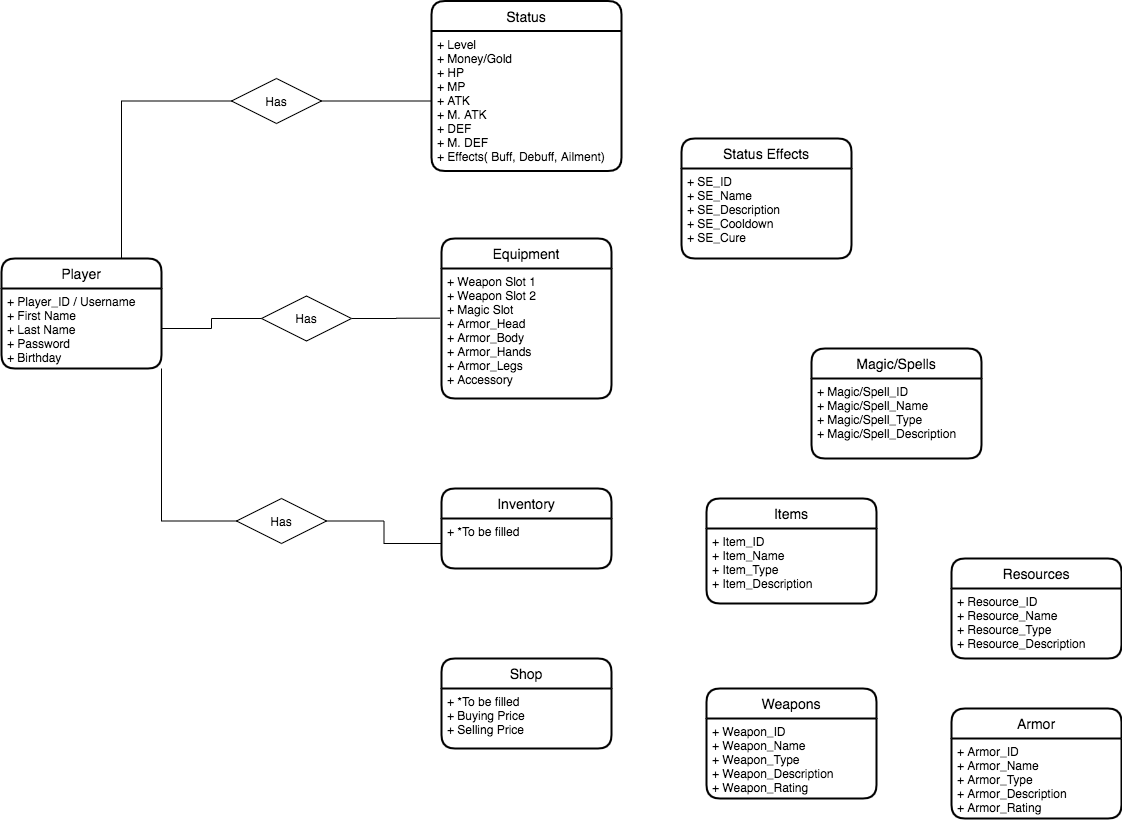 Status
+ Level
+ Money/Gold
+ HP
+ MP
+ ATK
+ M. ATK
+ DEF
+ M. DEF
+ Effects( Buff, Debuff, Ailment)
Has
Status Effects
+ SE_ID
+ SE_Name
+ SE_Description
+ SE_Cooldown
+ SE_Cure
Player
+ Player_ID / Username
+ First Name
+ Last Name
+ Password
+ Birthday
Has
Equipment
+ Weapon Slot 1
+ Weapon Slot 2
+ Magic Slot
+ Armor_Head
+ Armor_Body
+ Armor_Hands
+ Armor_Legs
+ Accessory
Magic/Spells
+ Magic/Spell_ID
+ Magic/Spell_Name
+ Magic/Spell_Type
+ Magic/Spell_Description
Has
Inventory
+ *To be filled
Items
+ Item_ID
+ Item_Name
+ Item_Type
+ Item_Description
Resources
+ Resource_ID
+ Resource_Name
+ Resource_Type
+ Resource_Description
Shop
+ *To be filled
+ Buying Price
+ Selling Price
Weapons
+ Weapon_ID
+ Weapon_Name
+ Weapon_Type
+ Weapon_Description
+ Weapon_Rating
Armor
+ Armor_ID
+ Armor_Name
+ Armor_Type
+ Armor_Description
+ Armor_Rating